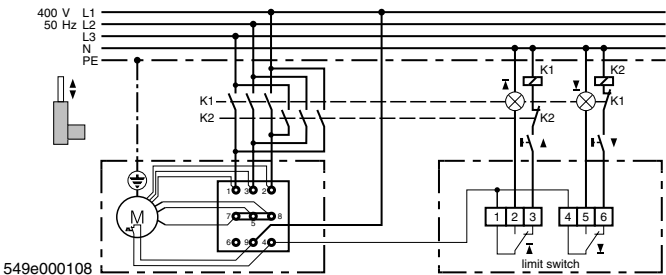 400 V L1
50 Hz L2
L3
N
PE
K1
K2
K1
K2
K2
K1
1 3 2
7 5 8
6 9 4
M
1 2 3
4 5 6
limit switch
549e000108